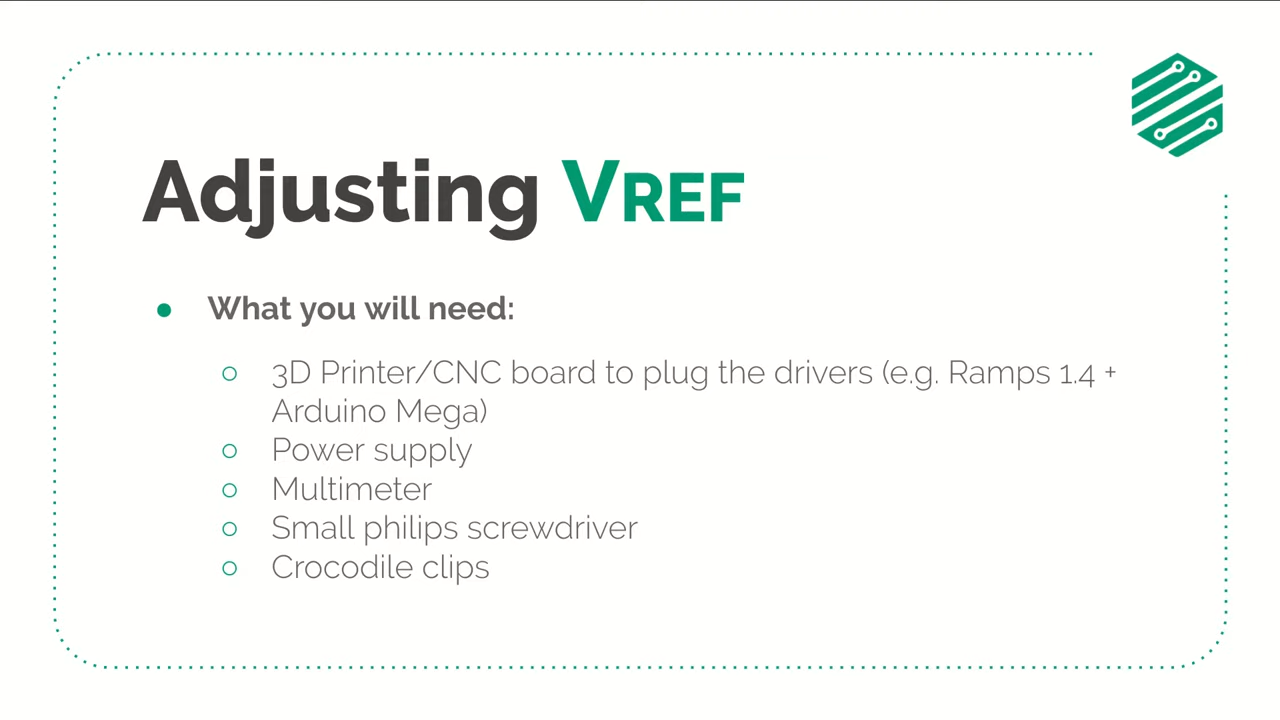 Adjusting VREF
● What you will need:
○ 3D Printer/CNC board to plug the drivers (e.g. Ramps 1.4 +
Arduino Mega)
○ Power supply
○ Multimeter
○ Small philips screwdriver
○ Crocodile clips